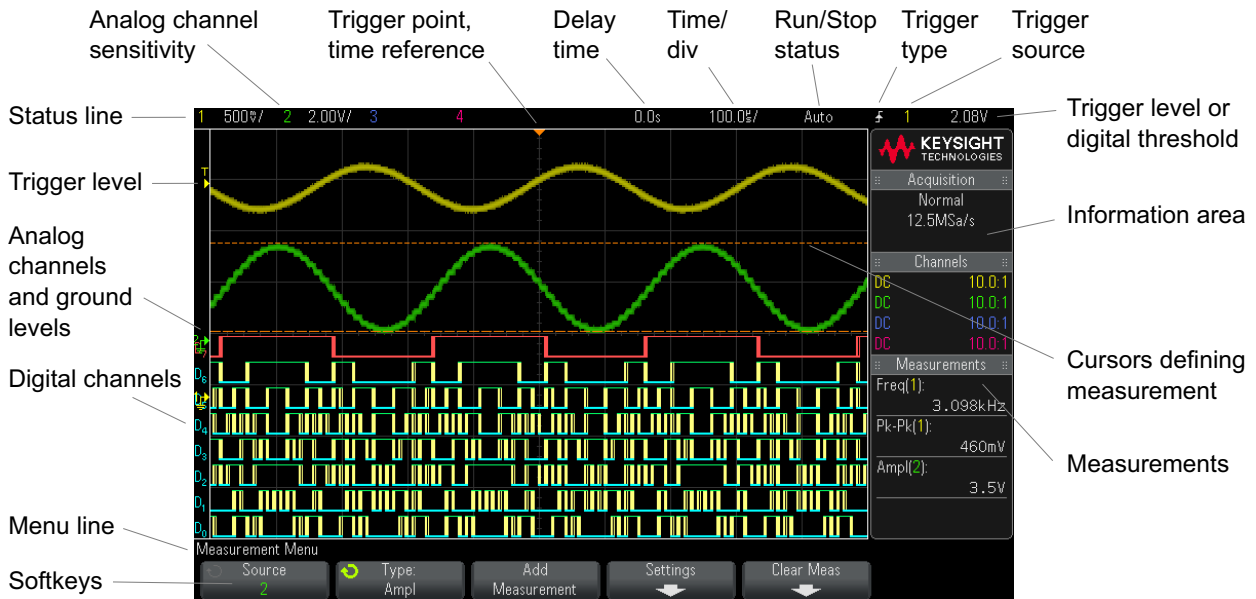 Analog channel
sensitivity
Trigger point,
time reference
Delay
time
Time/
div
Run/Stop
status
Trigger
type
Trigger
source
Status line
1 500mV/ 2 2.00V/ 3 4 0.0s 100.0us/ Auto 1 2.08V
Trigger level or
digital threshold
KEYSIGHT
TECHNOLOGIES
T
Trigger level
Acquisition
Normal
12.5MSa/s
Information area
Analog
channels
and ground
levels
Channels
DC 10.0:1
DC 10.0:1
DC 10.0:1
DC 10.0:1
Digital channels
D6
D4
D3
D2
D1
D0
Measurements
Freq(1):
3.098kHz
Pk-Pk(1):
460mV
Ampl(2):
3.5V
Cursors defining
measurement
Measurements
Menu line
Measurement Menu
Softkeys
Source
2
Type:
Ampl
Add
Measurement
Settings
Clear Meas